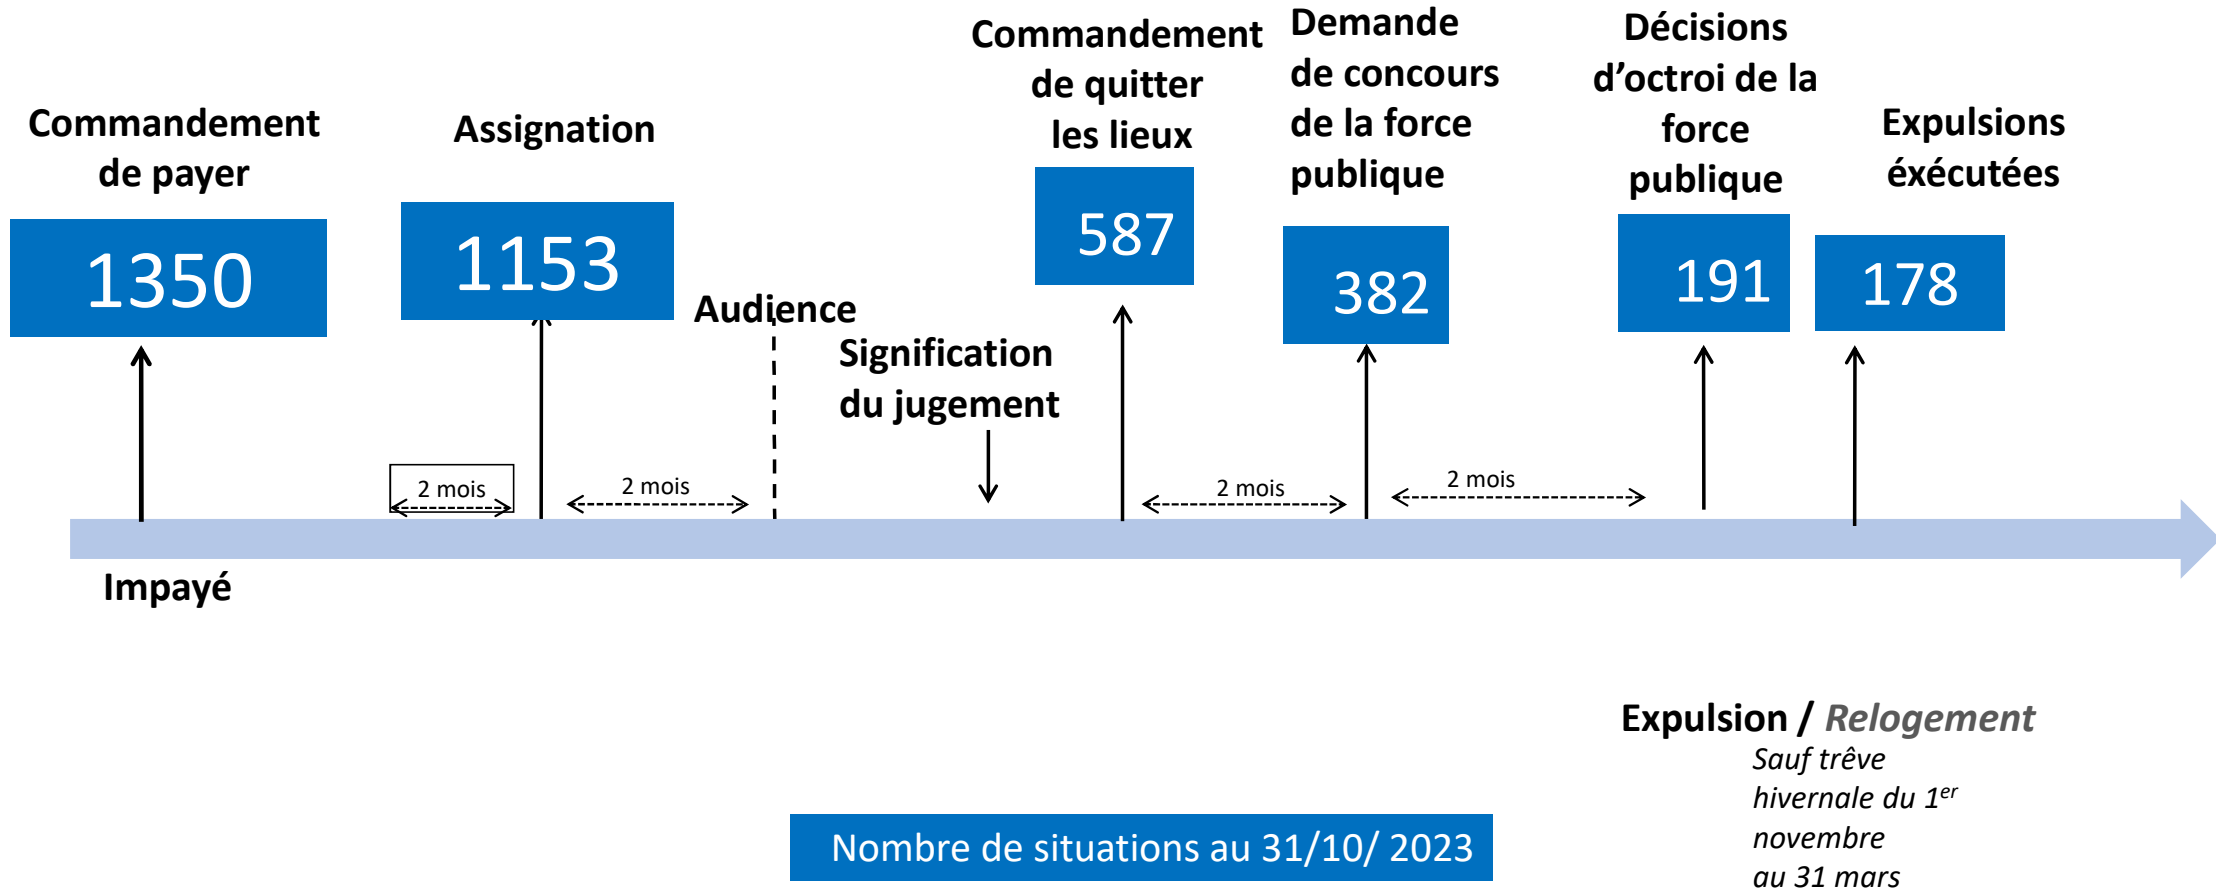 Commandement
de payer
1350
Assignation
1153
Audience
Signification
du jugement
Commandement
de quitter
les lieux
587
Demande
de concours
de la force
publique
382
Décisions
d’octroi de la
force
publique
191
Expulsions
éxécutées
178
2 mois
2 mois
2 mois
2 mois
Impayé
Expulsion / Relogement
Sauf trêve
hivernale du 1er
novembre
au 31 mars
Nombre de situations au 31/10/ 2023